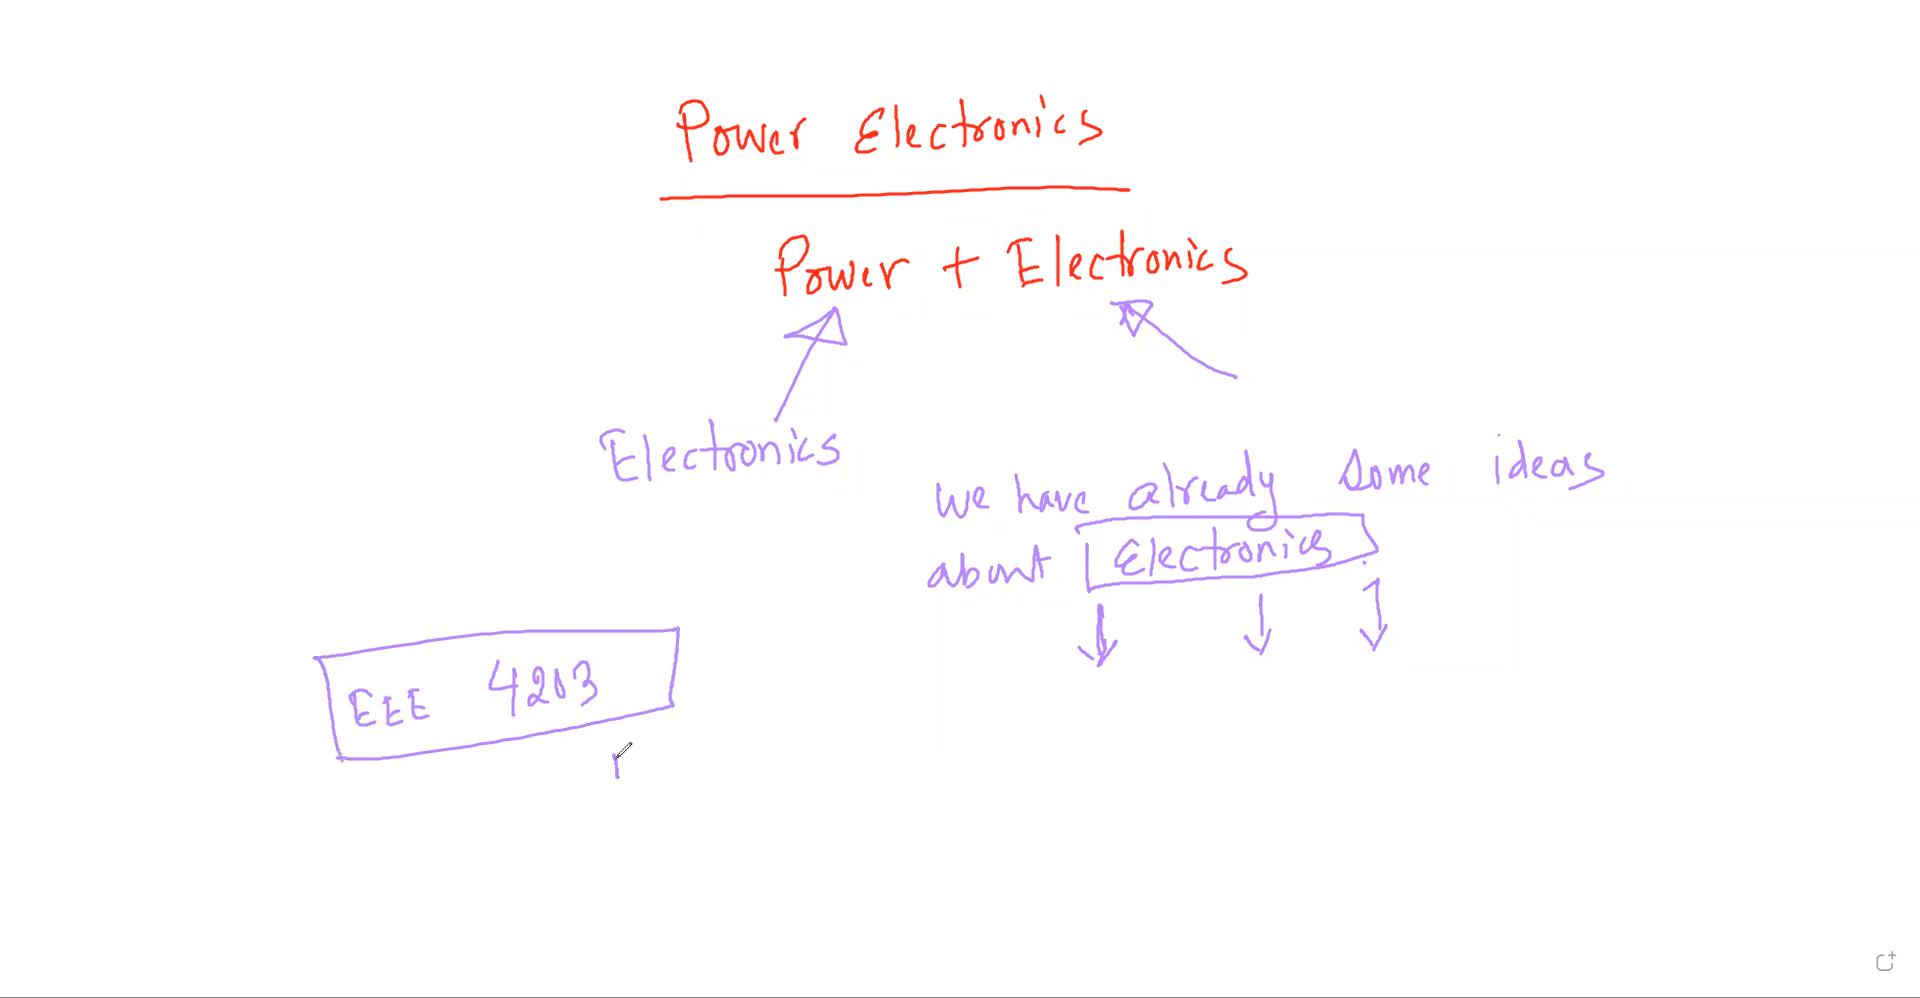 Power Electronics
Power + Electronics
Electronics
We have already some ideas
about Electronics
EEE 4203